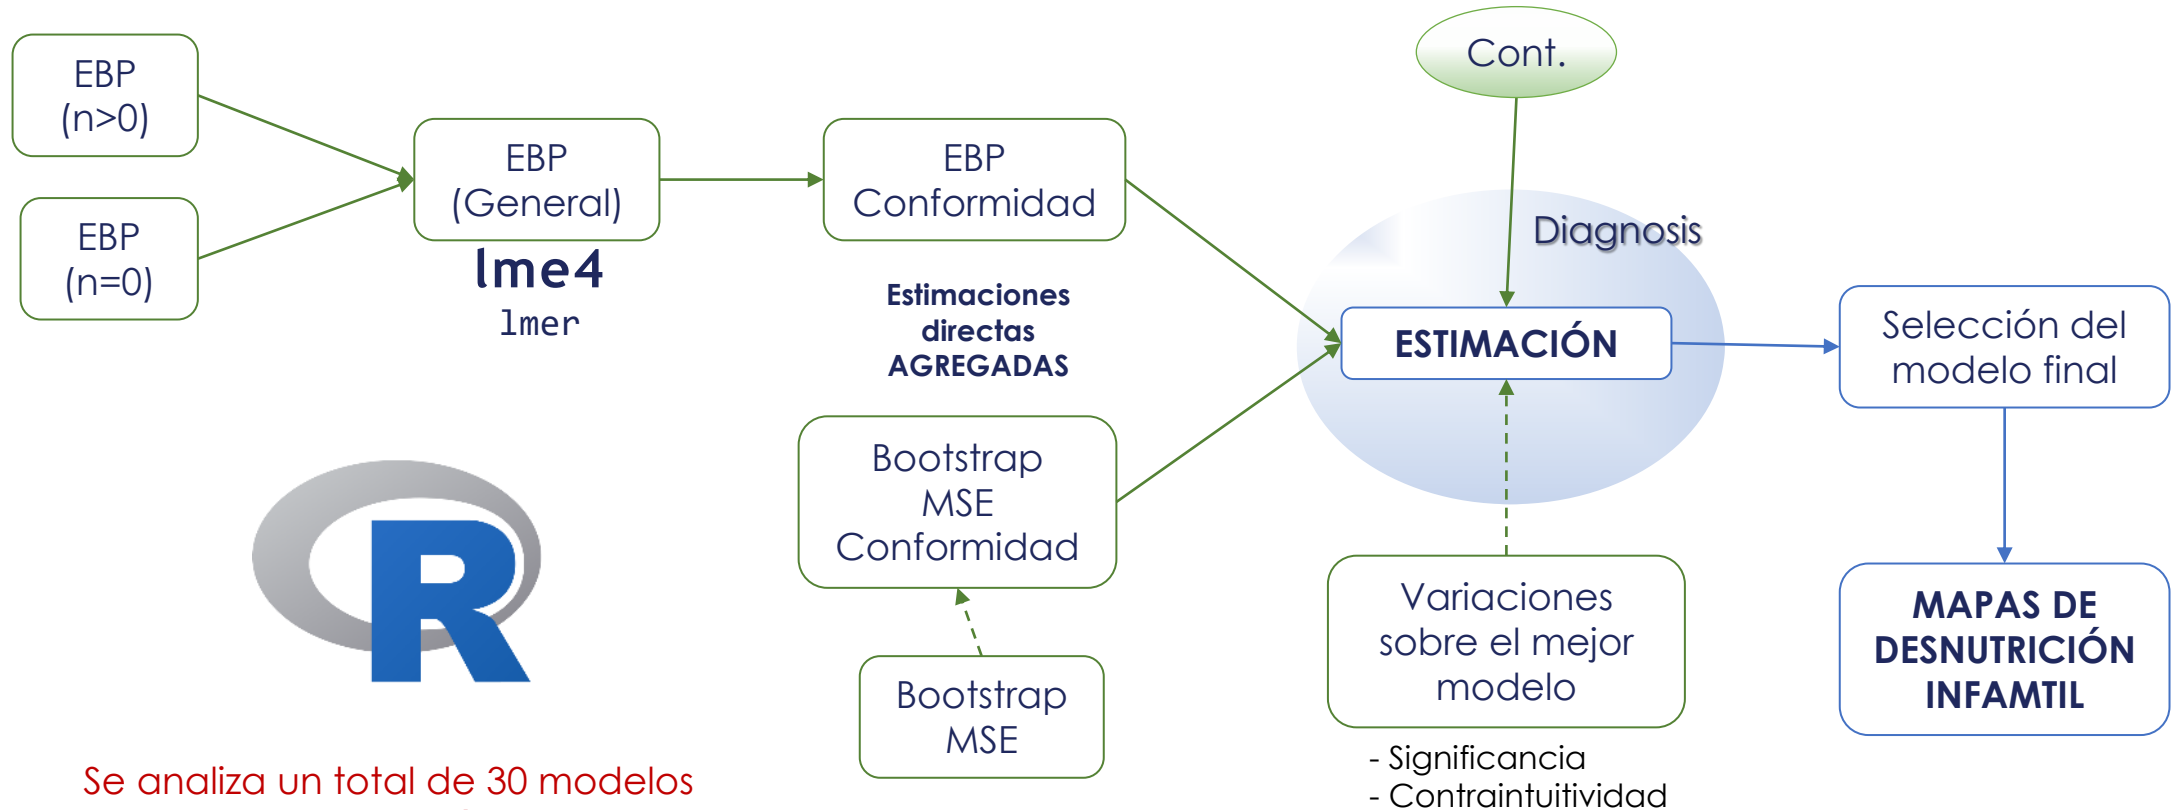 EBP
(n>0)
EBP
(n=0)
EBP
(General)
lme4
lmer
EBP
Conformidad
Estimaciones
directas
AGREGADAS
Bootstrap
MSE
Conformidad
Bootstrap
MSE
Cont.
Diagnosis
ESTIMACIÓN
Variaciones
sobre el mejor
modelo
- Significancia
- Contraintuitividad
Selección del
modelo final
MAPAS DE
DESNUTRICIÓN
INFAMTIL
R
Se analiza un total de 30 modelos